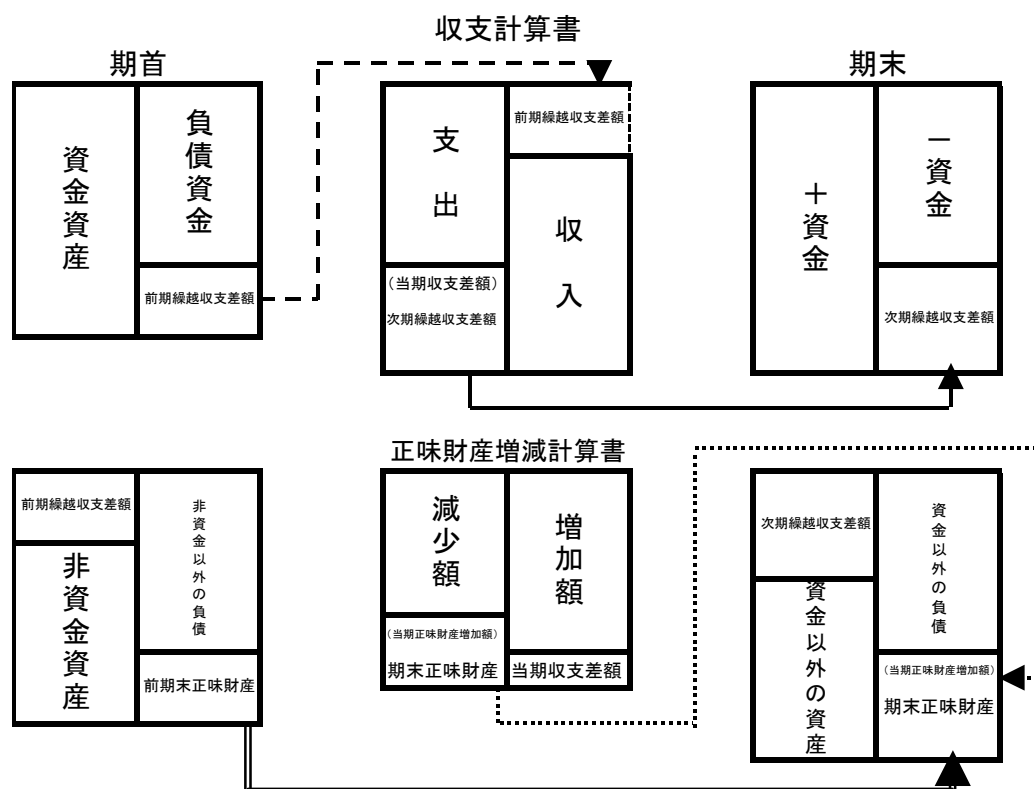 収支計算書
期首
期末
資金資産
負債資金
前期繰越収支差額
支出
(当期収支差額)
次期繰越収支差額
前期繰越収支差額
収入
十資金
一資金
次期繰越収支差額
正味財産増減計算書
前期繰越収支差額
非資金資産
非資金以外の負債
前期末正味財産
減少額
(当期正味財産増加額)
期末正味財産
増加額
当期収支差額
次期繰越収支差額
資金以外の資産
資金以外の負債
(当期正味財産増加額)
期末正味財産